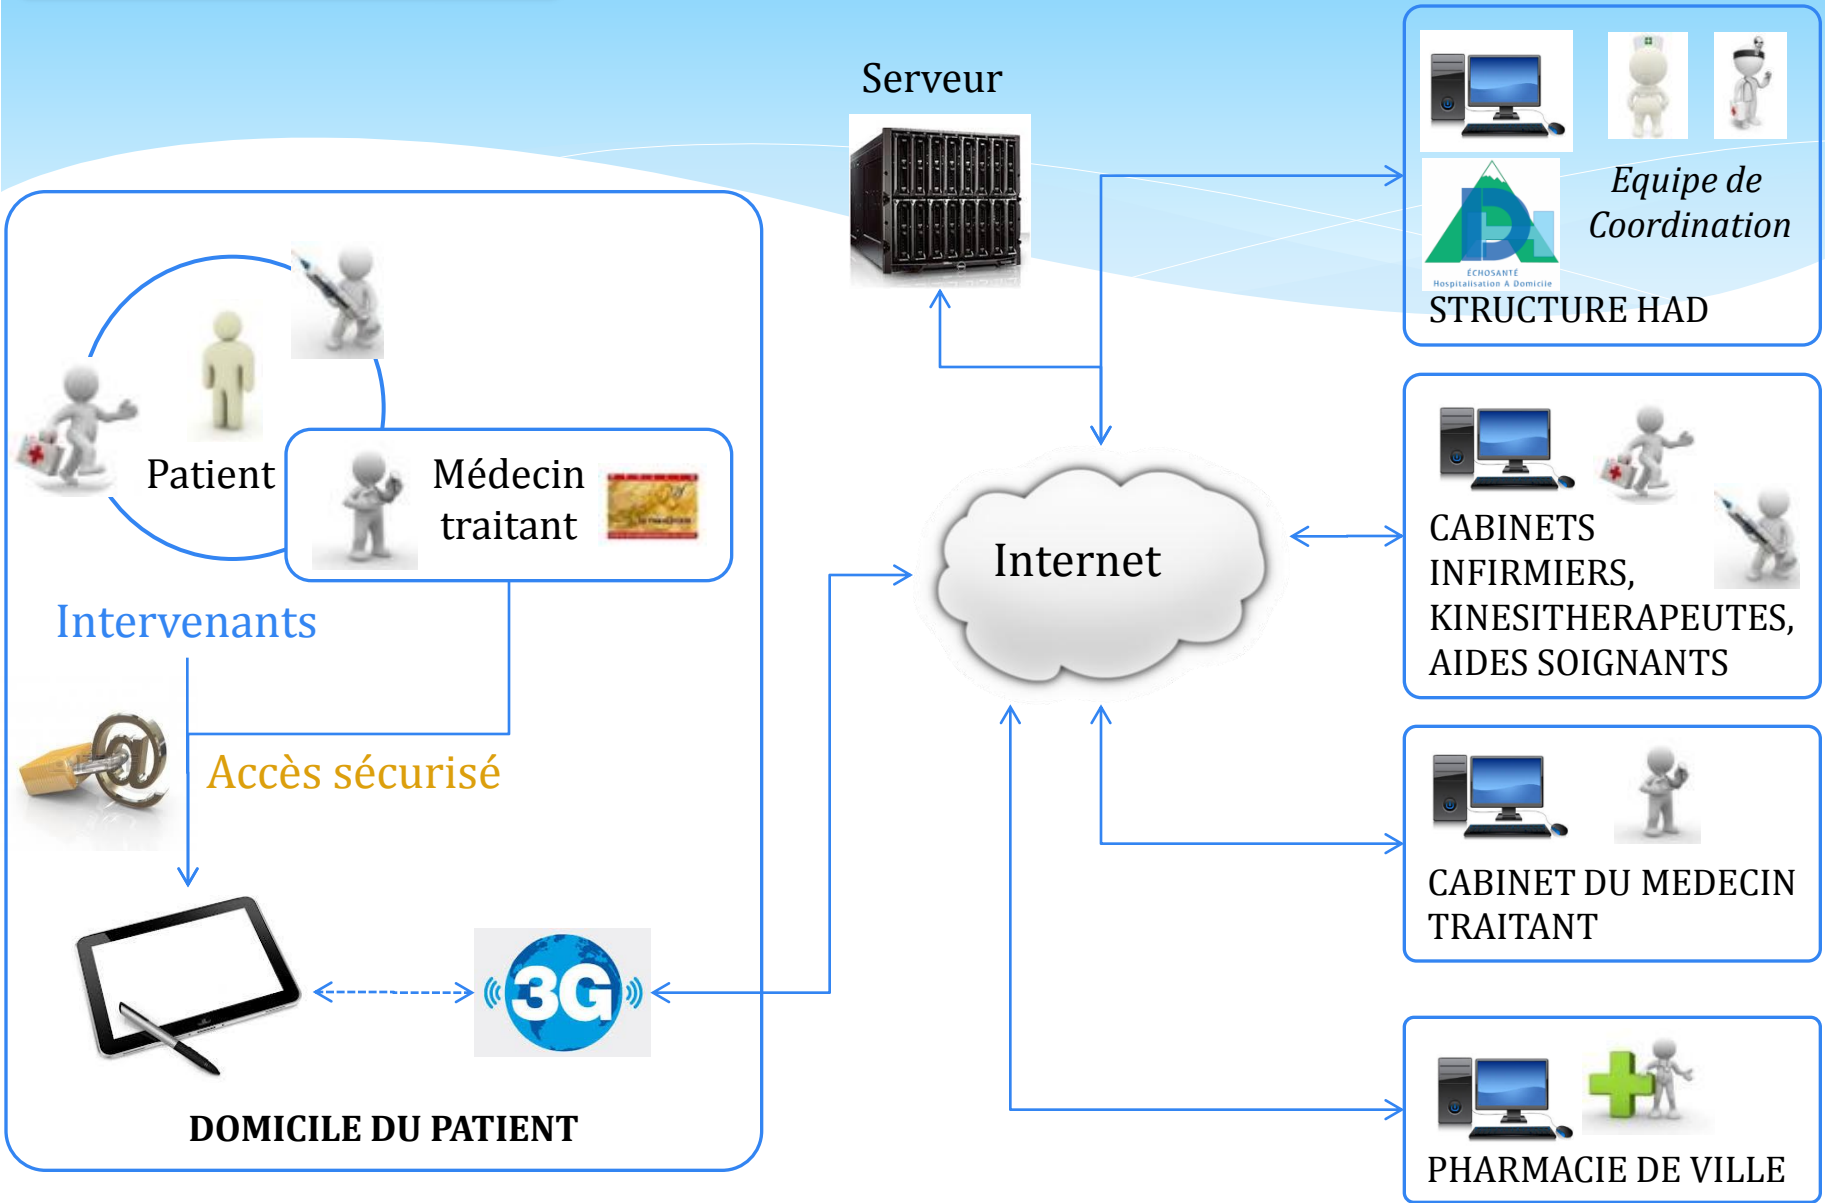 Serveur
Equipe de
Coordination
ÉCHOSANTÉ
Hospitalisation A Domicile
STRUCTURE HAD
Patient
Médecin
traitant
Intervenants
Accès sécurisé
3G
DOMICILE DU PATIENT
Internet
CABINETS
INFIRMIERS,
KINESITHERAPEUTES,
AIDES SOIGNANTS
CABINET DU MEDECIN
TRAITANT
PHARMACIE DE VILLE